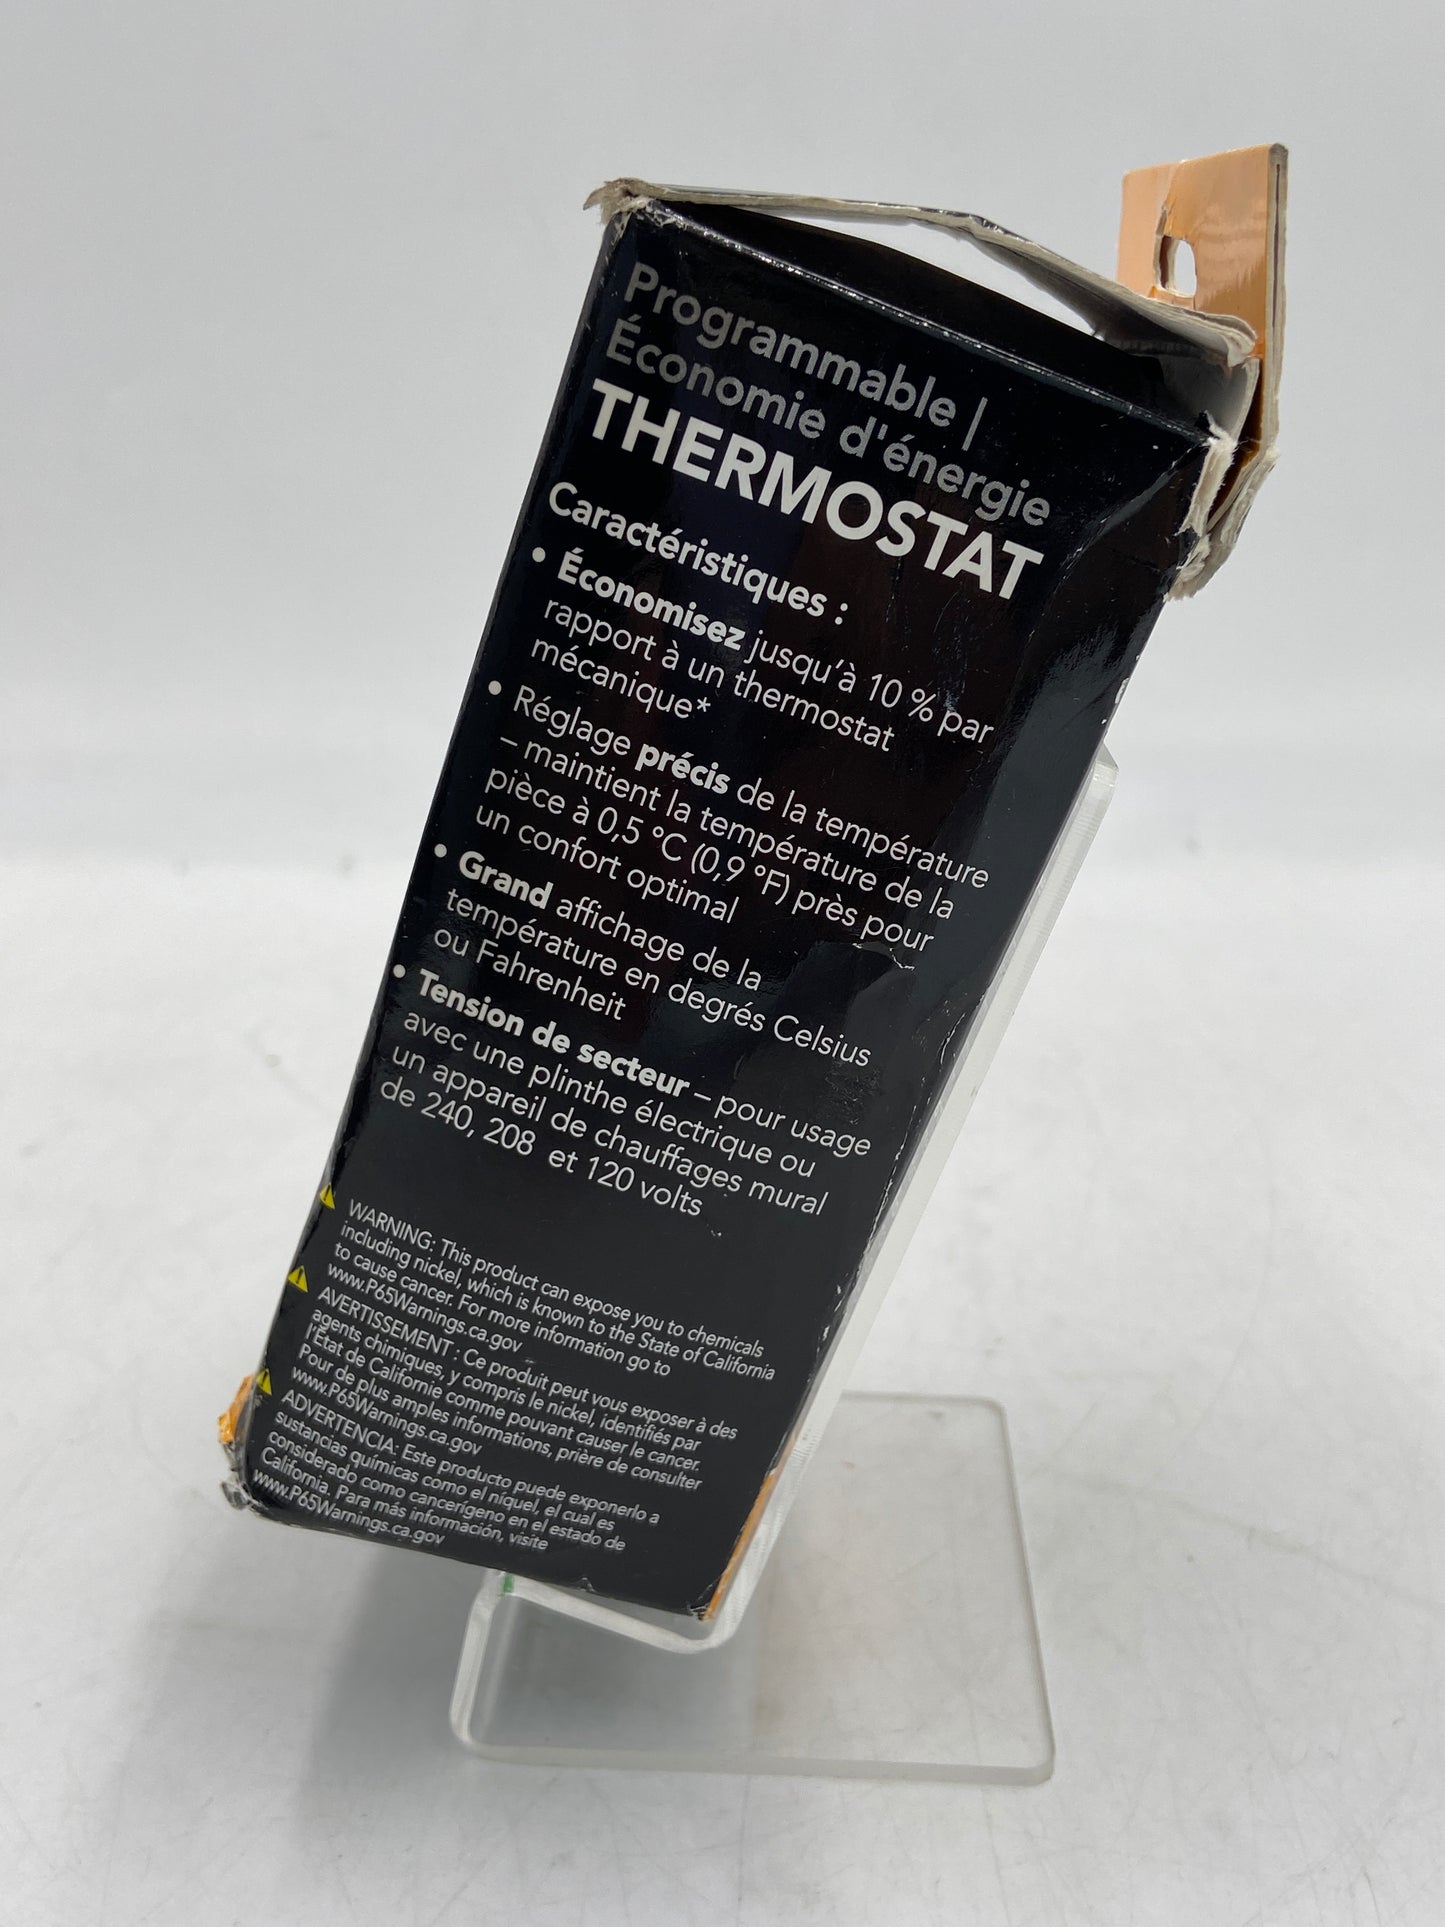 Programmable |
Économie d'énergie
THERMOSTAT
Caractéristiques :
• Économisez jusqu'à 10 % par
rapport à un thermostat
mécanique*
• Réglage précis de la température
– maintient la température de la
pièce à 0,5 °C (0,9 °F) près pour
un confort optimal
• Grand affichage de la
température en degrés Celsius
ou Fahrenheit
• Tension de secteur – pour usage
avec une plinthe électrique ou
un appareil de chauffages mural
de 240, 208 et 120 volts
WARNING: This product can expose you to chemicals
including nickel, which is known to the State of California
to cause cancer. For more information go to
www.P65Warnings.ca.gov
AVERTISSEMENT : Ce produit peut vous exposer à des
agents chimiques, y compris le nickel, identifiés par
l'État de Californie comme pouvant causer le cancer.
Pour de plus amples informations, prière de consulter
www.P65Warnings.ca.gov
ADVERTENCIA: Este producto puede exponerlo a
sustancias químicas como el níquel, el cual es
considerado como cancerígeno en el estado de
California. Para más información, visite
www.P65Warnings.ca.gov